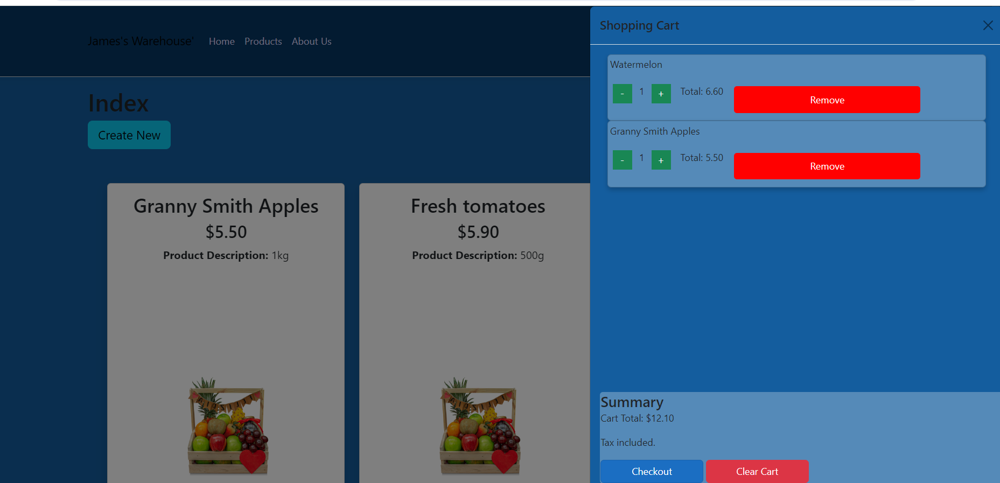 James's Warehouse' Home Products About Us
Index
Create New
Granny Smith Apples
$5.50
Product Description: 1kg
Fresh tomatoes
$5.90
Product Description: 500g
Shopping Cart
Watermelon
- 1 + Total: 6.60 Remove
Granny Smith Apples
- 1 + Total: 5.50 Remove
Summary
Cart Total: $12.10
Tax included.
Checkout Clear Cart